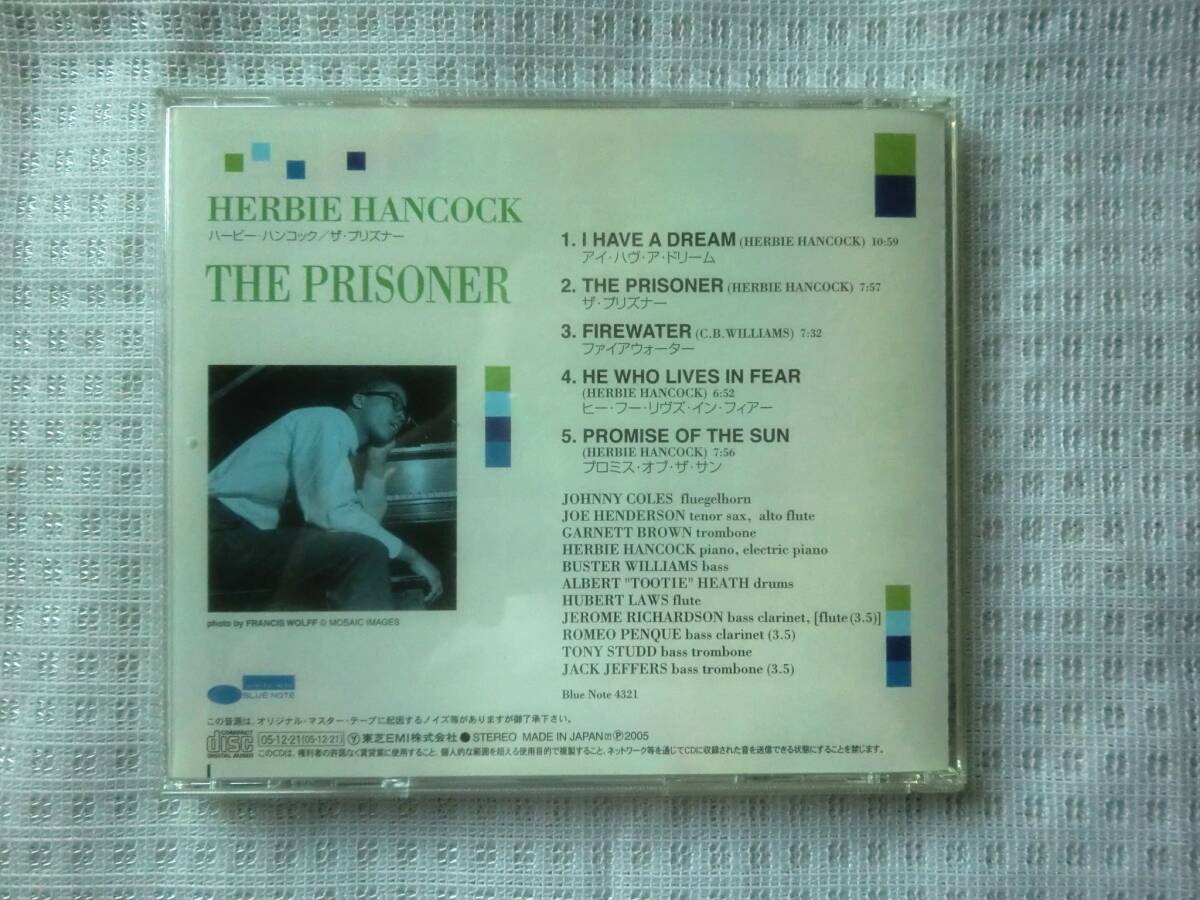 HERBIE HANCOCK
ハービー・ハンコック／ザ・プリズナー
THE PRISONER
1. I HAVE A DREAM (HERBIE HANCOCK) 10:59
アイ・ハヴ・ア・ドリーム
2. THE PRISONER (HERBIE HANCOCK) 7:57
ザ・プリズナー
3. FIREWATER (C.B.WILLIAMS) 7:32
ファイアウォーター
4. HE WHO LIVES IN FEAR
(HERBIE HANCOCK) 6:52
ヒー・フー・リヴズ・イン・フィアー
5. PROMISE OF THE SUN
(HERBIE HANCOCK) 7:56
プロミス・オブ・ザ・サン
JOHNNY COLES fluegelhorn
JOE HENDERSON tenor sax, alto flute
GARNETT BROWN trombone
HERBIE HANCOCK piano, electric piano
BUSTER WILLIAMS bass
ALBERT "TOOTIE" HEATH drums
HUBERT LAWS flute
JEROME RICHARDSON bass clarinet, [flute (3.5)]
ROMEO PENQUE bass clarinet (3.5)
TONY STUDD bass trombone
JACK JEFFERS bass trombone (3.5)
Blue Note 4321
photo by FRANCIS WOLFF © MOSAIC IMAGES
BLUE NOTE
この音源は、オリジナル・マスター・テープに起因するノイズ等がありますが御了承下さい。
COMPACT disc DIGITAL AUDIO 05-12-21(05-12-21) Ⓨ東芝EMI株式会社●STEREO MADE IN JAPAN Ⓟ2005
このCDは、権利者の許諾なく賃貸業に使用すること、個人的な範囲を超える使用目的で複製すること、ネットワーク等を通じてCDに収録された音を送信できる状態にすることを禁じます。